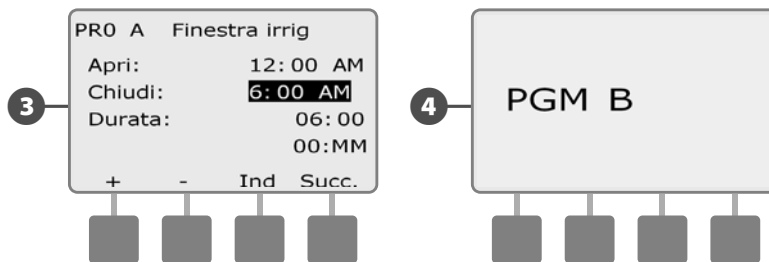 PR0 A Finestra irrig
Apri: 12:00 AM
Chiudi: 6:00 AM
Durata: 06:00
00:MM
+ - Ind Succ.
3
PGM B
4